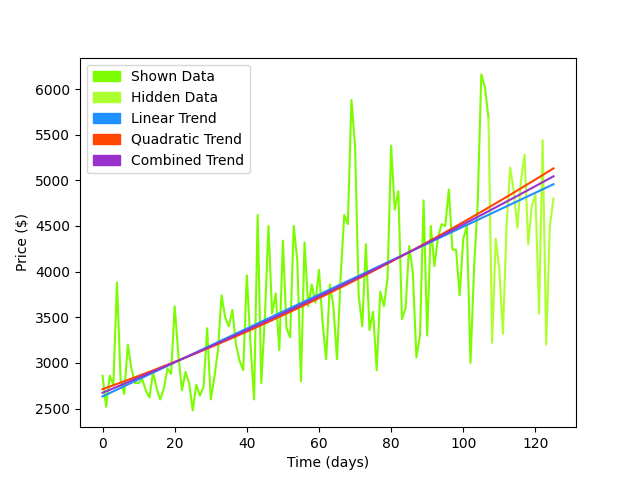 Shown Data
Hidden Data
Linear Trend
Quadratic Trend
Combined Trend
6000
5500
5000
4500
4000
3500
3000
2500
Price ($)
0 20 40 60 80 100 120
Time (days)